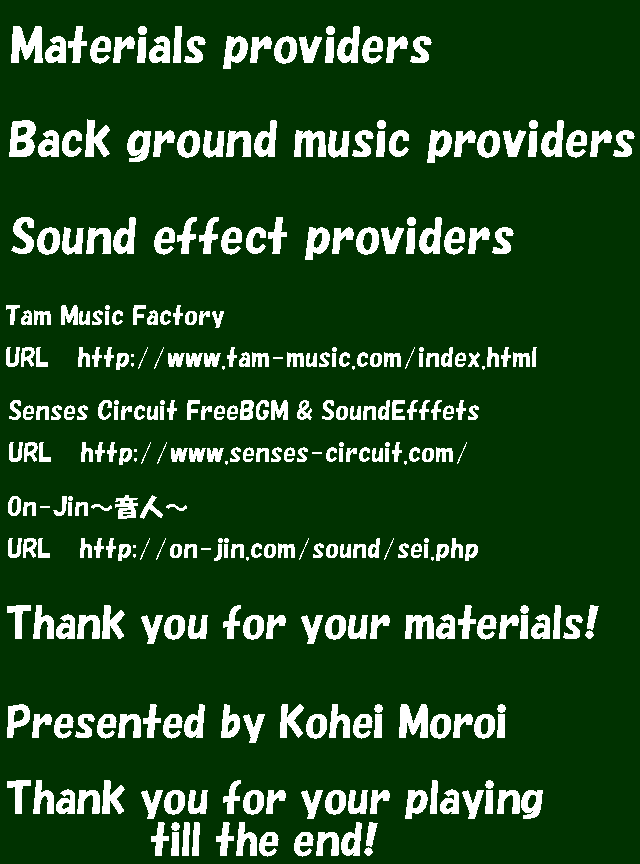 Materials providers
Back ground music providers
Sound effect providers
Tam Music Factory
URL http://www.tam-music.com/index.html
Senses Circuit FreeBGM & SoundEfffets
URL http://www.senses-circuit.com/
On-Jin～音人～
URL http://on-jin.com/sound/sei.php
Thank you for your materials!
Presented by Kohei Moroi
Thank you for your playing
till the end!